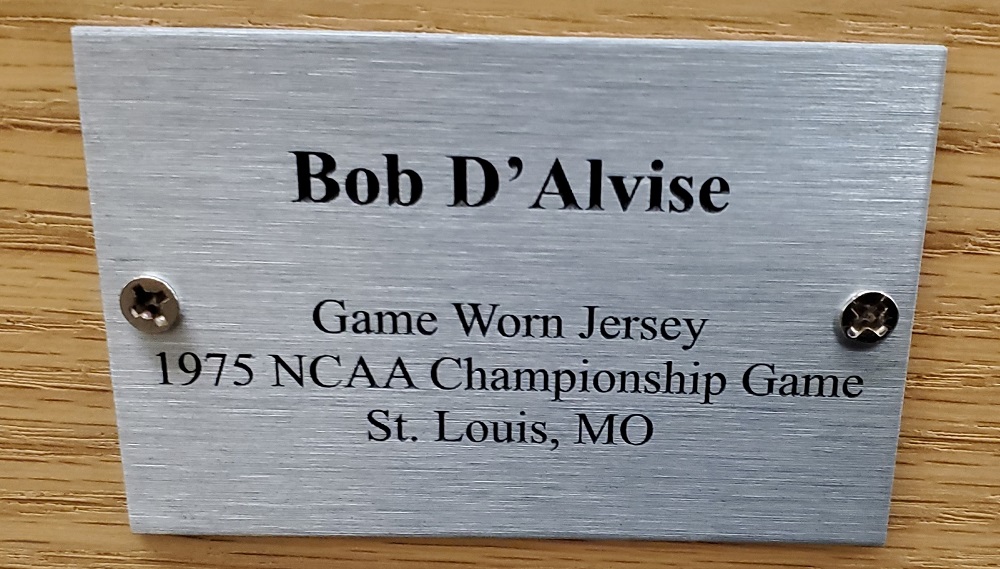 Bob D’Alvise
Game Worn Jersey
1975 NCAA Championship Game
St. Louis, MO